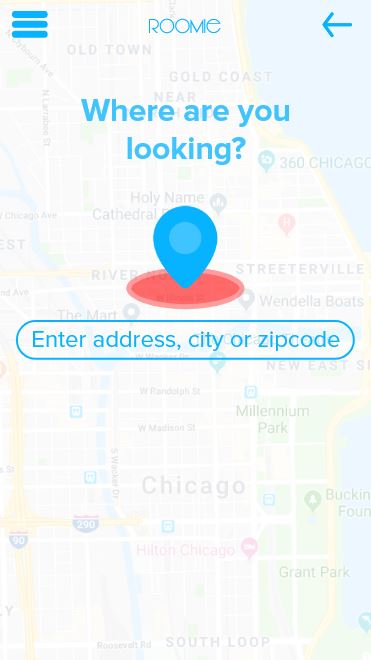 ROOMIE
OLD TOWN
GOLD COAST
Where are you
NEAR
looking?
N Clybourn Ave
N Larrabee St
360 CHICAGO
Holy Name
Cathedral
W Chicago Ave
EST
RIVER
STREETERVILLE
and Ave
Wendella Boats
The Mart
Enter address, city or zipcode
W Wacker Dr
NEW EAST S
W Randolph St
Millennium
Park
W Madison St
s St
S Wacker Dr
Chicago
Buckin
Foun
290
90
Hilton Chicago
Grant Park
LY
Roosevelt Rd
SOUTH LOOP